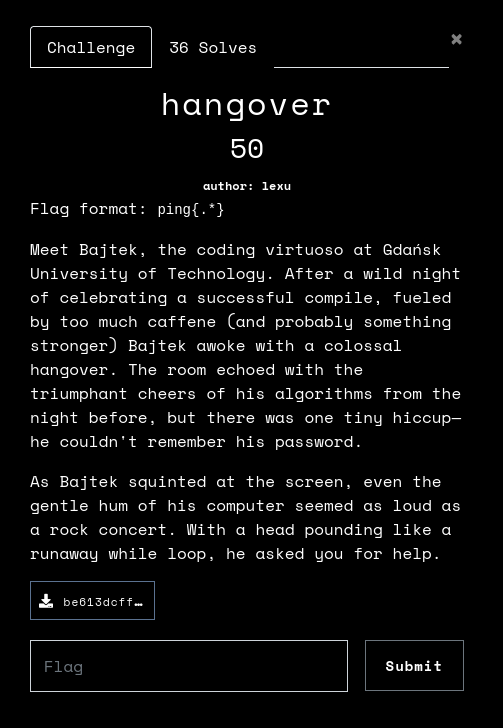 Challenge 36 Solves ×
hangover
50
author: lexu
Flag format: ping{.*}
Meet Bajtek, the coding virtuoso at Gdańsk
University of Technology. After a wild night
of celebrating a successful compile, fueled
by too much caffene (and probably something
stronger) Bajtek awoke with a colossal
hangover. The room echoed with the
triumphant cheers of his algorithms from the
night before, but there was one tiny hiccup—
he couldn't remember his password.
As Bajtek squinted at the screen, even the
gentle hum of his computer seemed as loud as
a rock concert. With a head pounding like a
runaway while loop, he asked you for help.
be613dcff…
Flag Submit